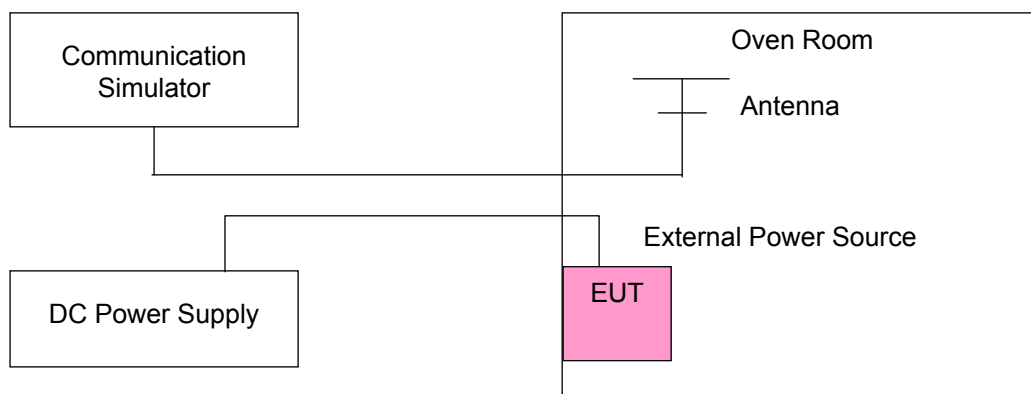 Communication
Simulator
Oven Room
Antenna
External Power Source
EUT
DC Power Supply